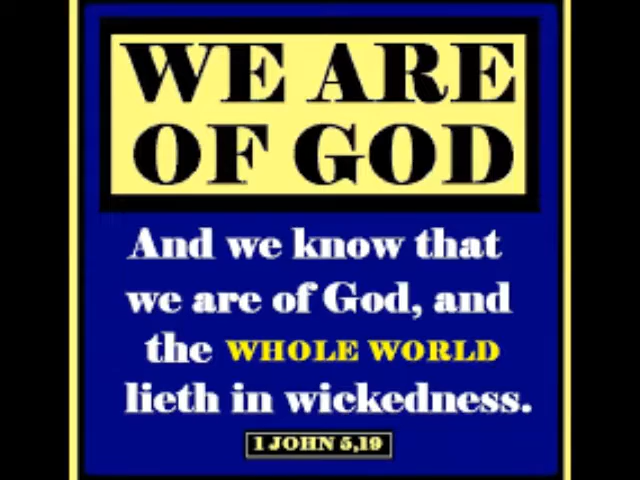 WE ARE
OF GOD
And we know that
we are of God, and
the WHOLE WORLD
lieth in wickedness.
1 JOHN 5,19